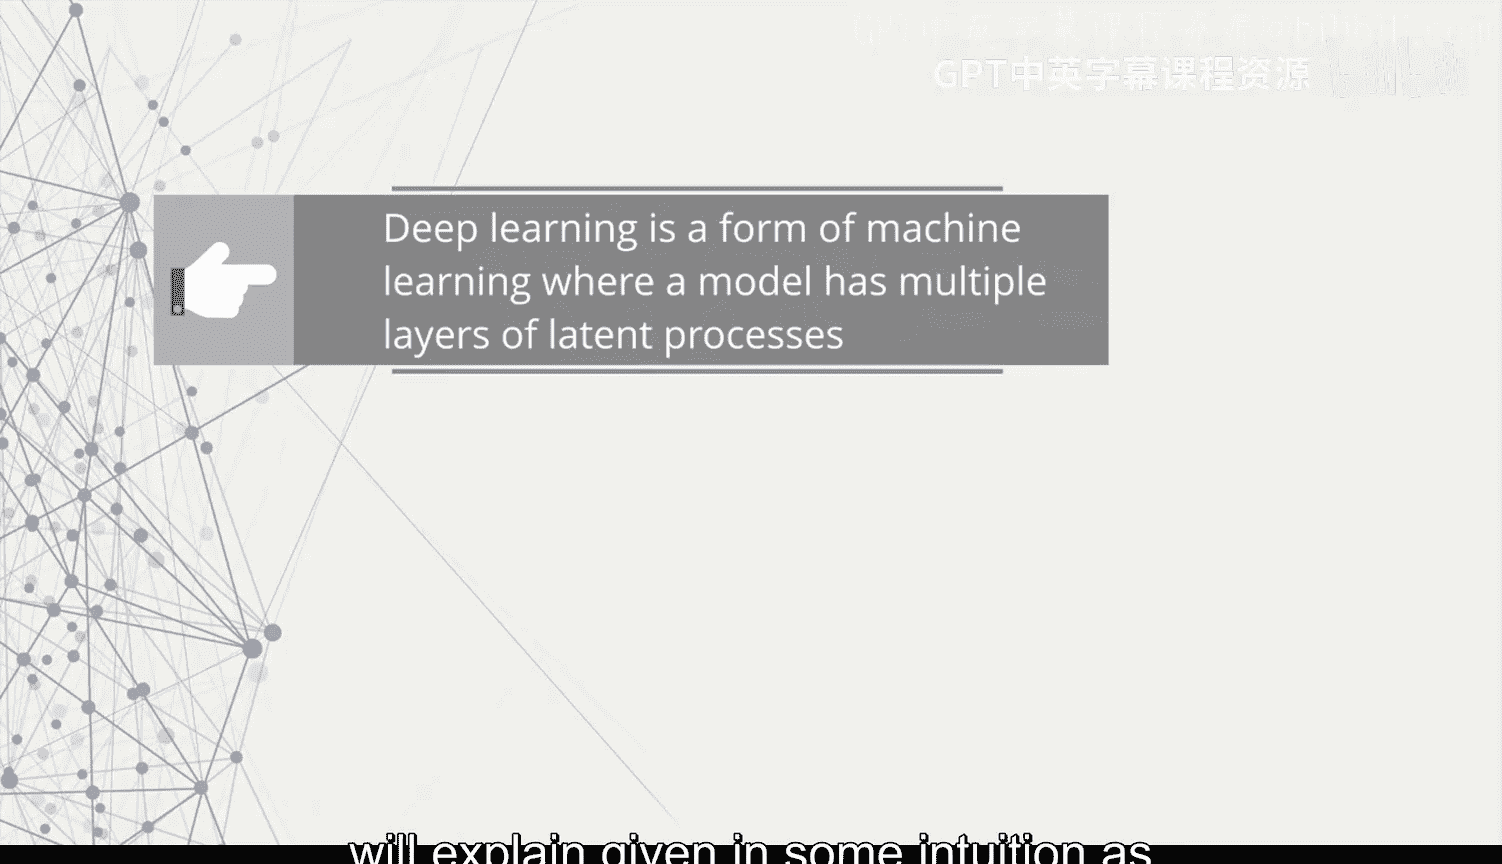 GPT中英字幕课程资源
Deep learning is a form of machine
learning where a model has multiple
layers of latent processes
will explain given in some intuition as